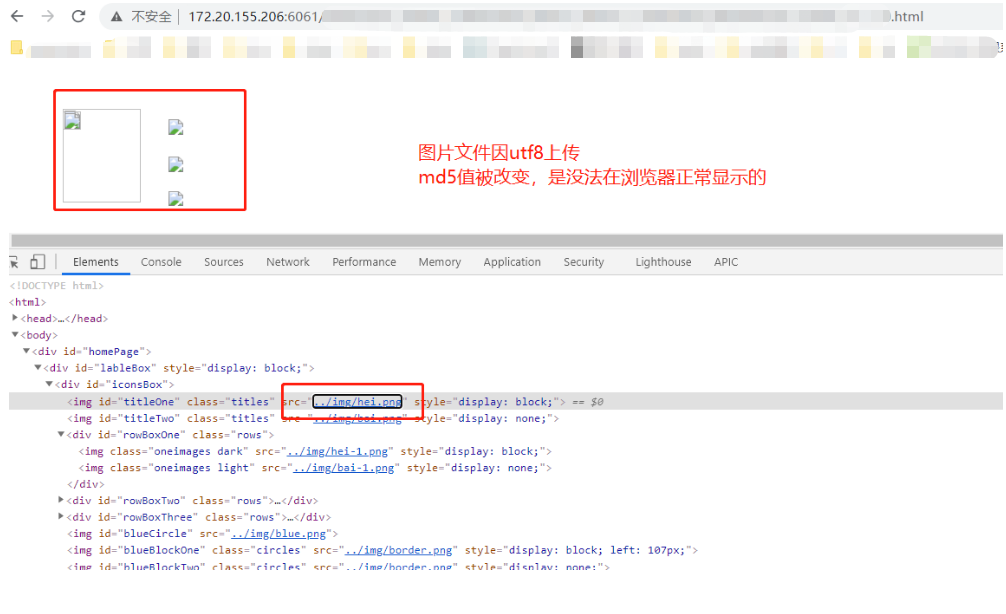 不安全 | 172.20.155.206:6061/
.html
图片文件因utf8上传
md5值被改变，是没法在浏览器正常显示的
Elements Console Sources Network Performance Memory Application Security Lighthouse APIC
<!DOCTYPE html>
<html>
<head>…</head>
<body>
<div id="homePage">
<div id="lableBox" style="display: block;">
<div id="iconsBox">
<img id="titleOne" class="titles" src="../img/hei.png" style="display: block;"> == $0
<img id="titleTwo" class="titles" src="../img/bai.png" style="display: none;">
<div id="rowBoxOne" class="rows">
<img class="oneimages dark" src="../img/hei-1.png" style="display: block;">
<img class="oneimages light" src="../img/bai-1.png" style="display: none;">
</div>
<div id="rowBoxTwo" class="rows">…</div>
<div id="rowBoxThree" class="rows">…</div>
<img id="blueCircle" src="../img/blue.png">
<img id="blueBlockOne" class="circles" src="../img/border.png" style="display: block; left: 107px;">
<img id="blueBlockTwo" class="circles" src="../img/border.png" style="display: none;">